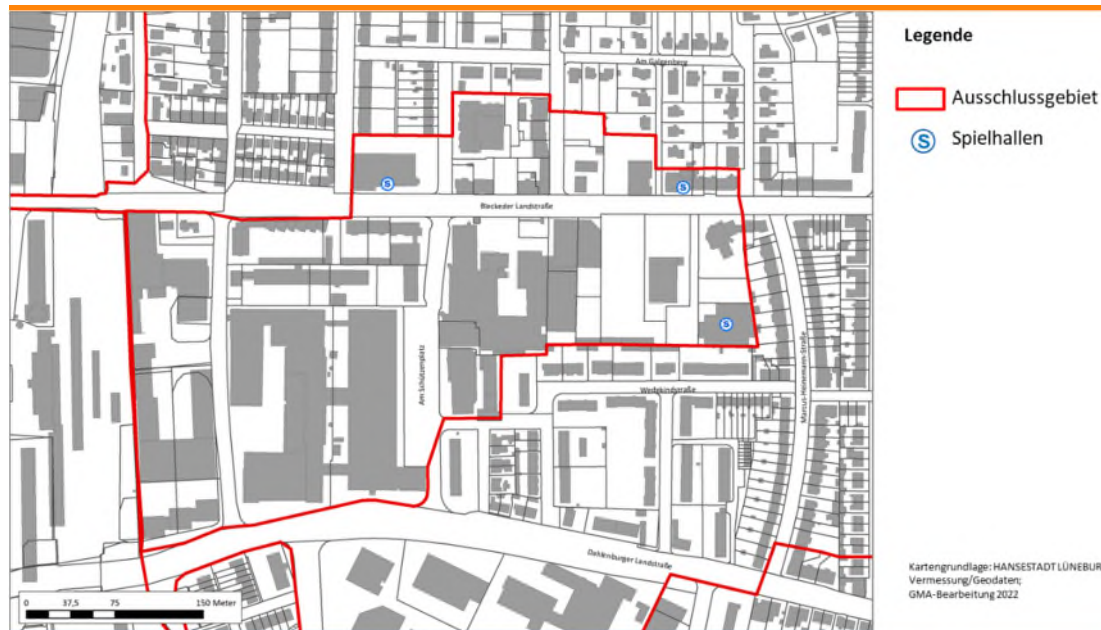 Legende
Ausschlussgebiet
S Spielhallen
Am Galgenberg
S
S
Bleckeder Landstraße
S
Am Schützenplatz
Wedekindstraße
Marcus-Heinemann-Straße
Dahlenburger Landstraße
0 37,5 75 150 Meter
Kartengrundlage: HANSESTADT LÜNEBUR
Vermessung/Geodaten;
GMA-Bearbeitung 2022